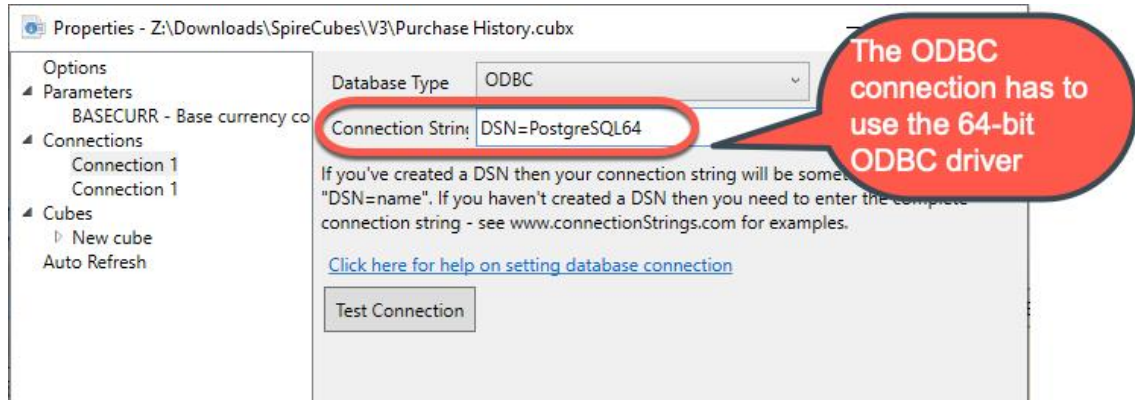 Properties - Z:\Downloads\SpireCubes\V3\Purchase History.cubx
Options
Parameters
BASECURR - Base currency co
Connections
Connection 1
Connection 1
Cubes
New cube
Auto Refresh
Database Type ODBC
Connection String DSN=PostgreSQL64
If you've created a DSN then your connection string will be
"DSN=name". If you haven't created a DSN then you need to enter the complete
connection string - see www.connectionStrings.com for examples.
Click here for help on setting database connection
Test Connection
The ODBC
connection has to
use the 64-bit
ODBC driver